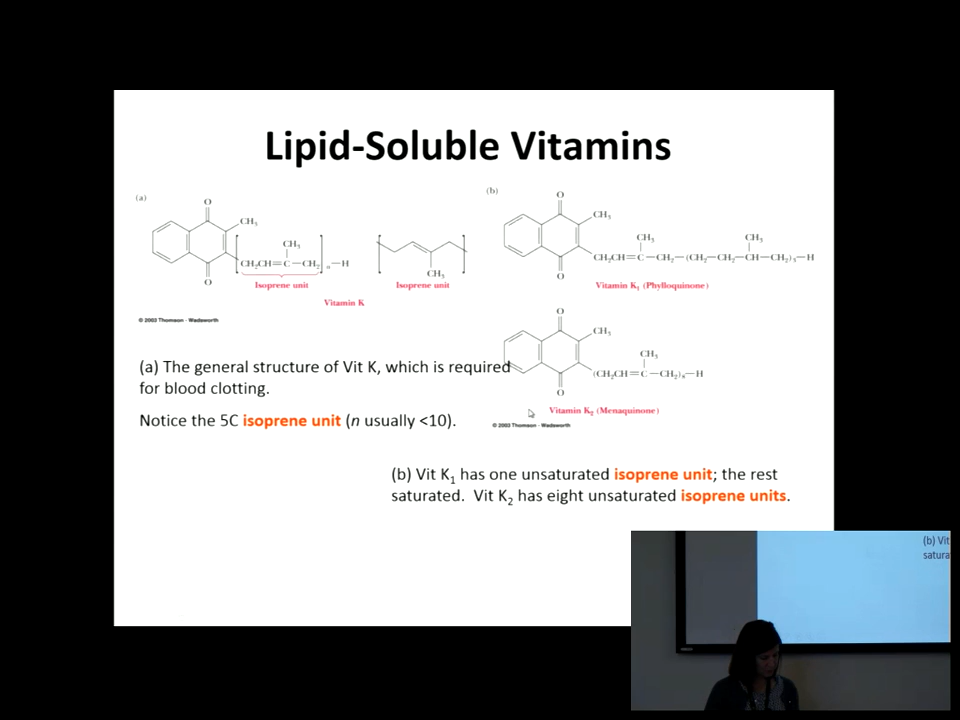 Lipid-Soluble Vitamins
(a)
O
CH₃
CH₃
CH₂CH=C—CH₂
n
—H
Isoprene unit
O
CH₃
Isoprene unit
Vitamin K
© 2003 Thomson - Wadsworth
(b)
O
CH₃
CH₃
CH₃
CH₂CH=C—CH₂—(CH₂—CH₂—CH—CH₂)₃—H
O
Vitamin K₁ (Phylloquinone)
O
CH₃
CH₃
(CH₂CH=C—CH₂)₈—H
O
Vitamin K₂ (Menaquinone)
© 2003 Thomson - Wadsworth
(a) The general structure of Vit K, which is required
for blood clotting.
Notice the 5C isoprene unit (n usually <10).
(b) Vit K₁ has one unsaturated isoprene unit; the rest
saturated. Vit K₂ has eight unsaturated isoprene units.
(b) Vit
satura